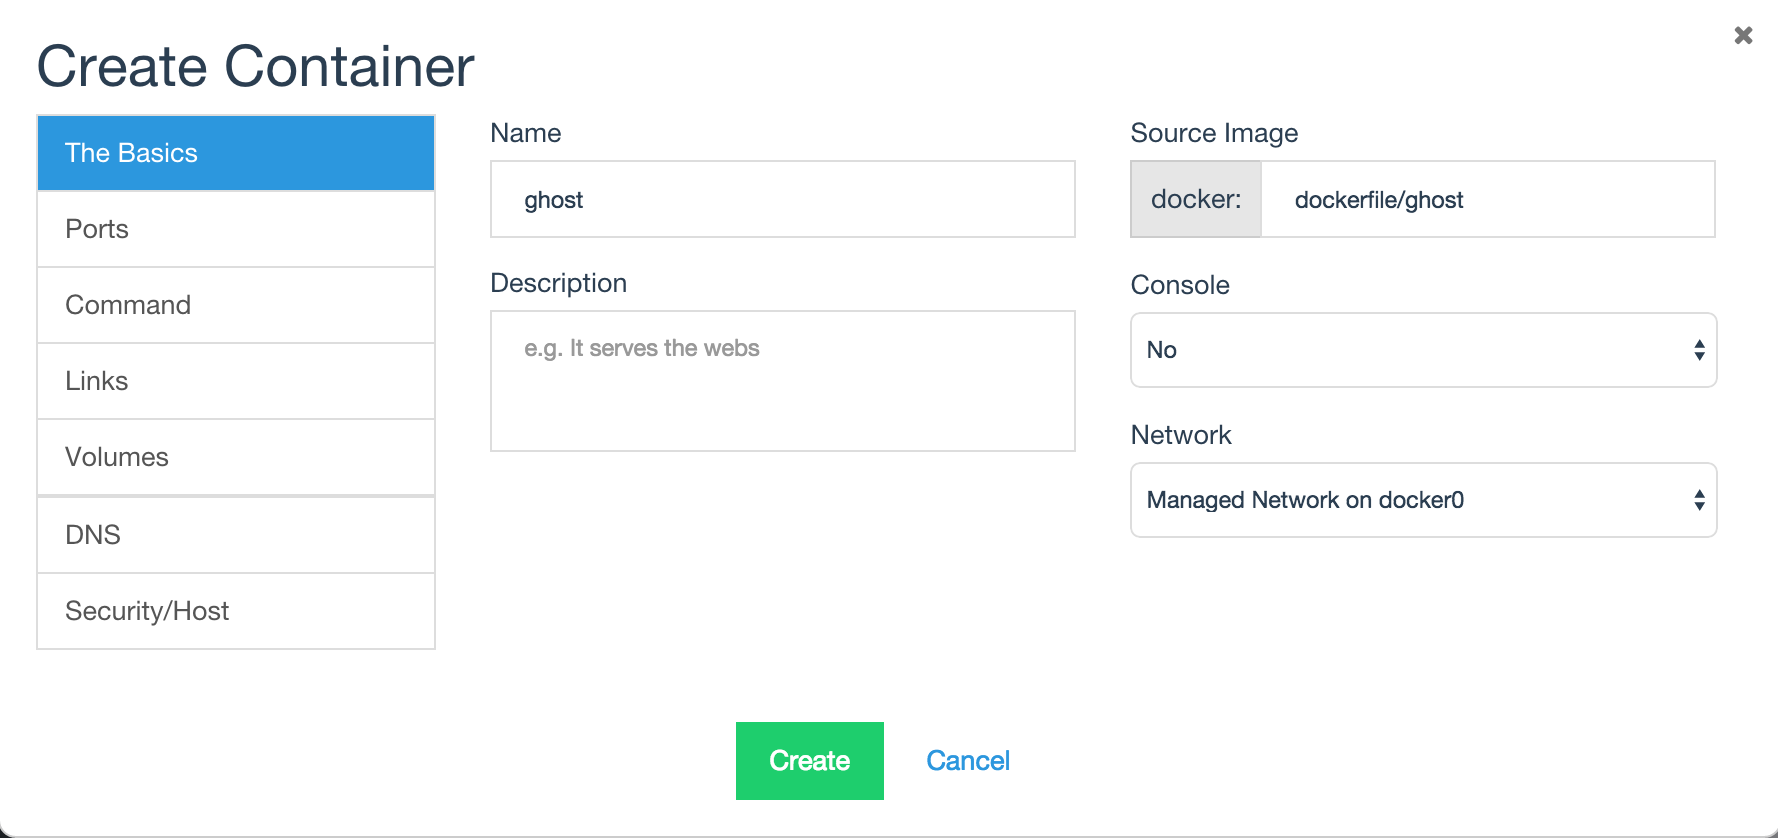 Create Container
The Basics
Ports
Command
Links
Volumes
DNS
Security/Host
Name
ghost
Description
e.g. It serves the webs
Source Image
docker: dockerfile/ghost
Console
No
Network
Managed Network on docker0
Create Cancel